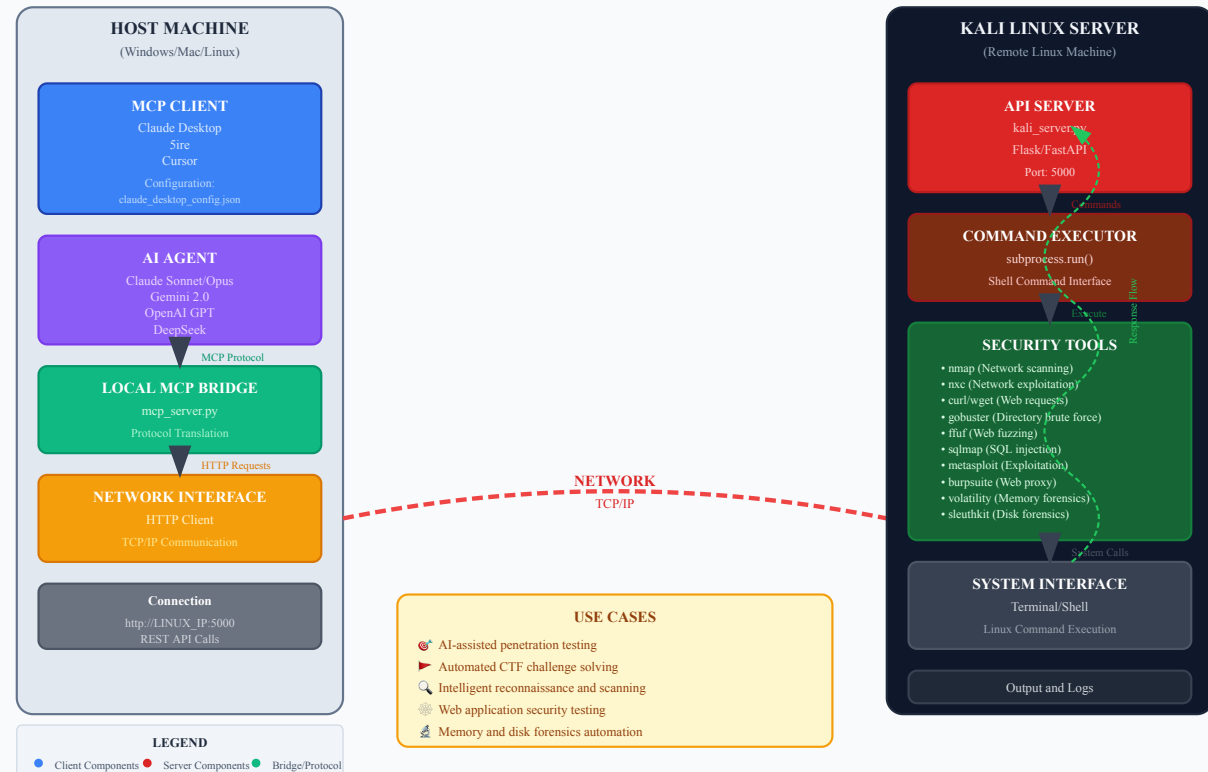 HOST MACHINE
(Windows/Mac/Linux)
MCP CLIENT
Claude Desktop
5ire
Cursor
Configuration:
claude_desktop_config.json
AI AGENT
Claude Sonnet/Opus
Gemini 2.0
OpenAI GPT
DeepSeek
MCP Protocol
LOCAL MCP BRIDGE
mcp_server.py
Protocol Translation
HTTP Requests
NETWORK INTERFACE
HTTP Client
TCP/IP Communication
Connection
http://LINUX_IP:5000
REST API Calls
LEGEND
Client Components
Server Components
Bridge/Protocol
NETWORK
TCP/IP
USE CASES
AI-assisted penetration testing
Automated CTF challenge solving
Intelligent reconnaissance and scanning
Web application security testing
Memory and disk forensics automation
KALI LINUX SERVER
(Remote Linux Machine)
API SERVER
kali_server.py
Flask/FastAPI
Port: 5000
Commands
COMMAND EXECUTOR
subprocess.run()
Shell Command Interface
Execute
Response Flow
SECURITY TOOLS
• nmap (Network scanning)
• nxc (Network exploitation)
• curl/wget (Web requests)
• gobuster (Directory brute force)
• ffuf (Web fuzzing)
• sqlmap (SQL injection)
• metasploit (Exploitation)
• burpsuite (Web proxy)
• volatility (Memory forensics)
• sleuthkit (Disk forensics)
System Calls
SYSTEM INTERFACE
Terminal/Shell
Linux Command Execution
Output and Logs